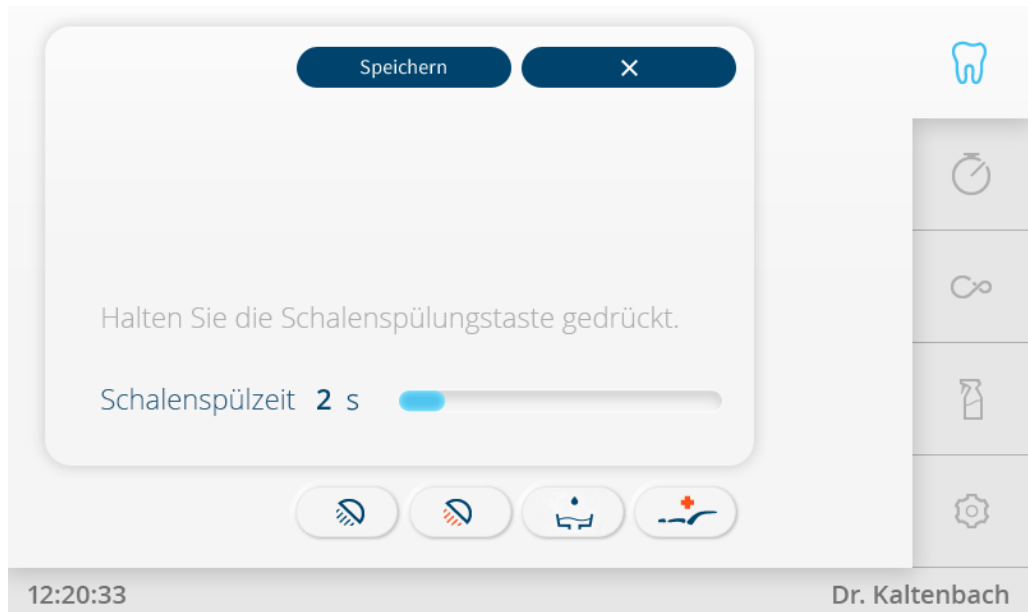 Speichern
Halten Sie die Schalenspülungstaste gedrückt.
Schalenspülzeit 2 s
12:20:33 Dr. Kaltenbach